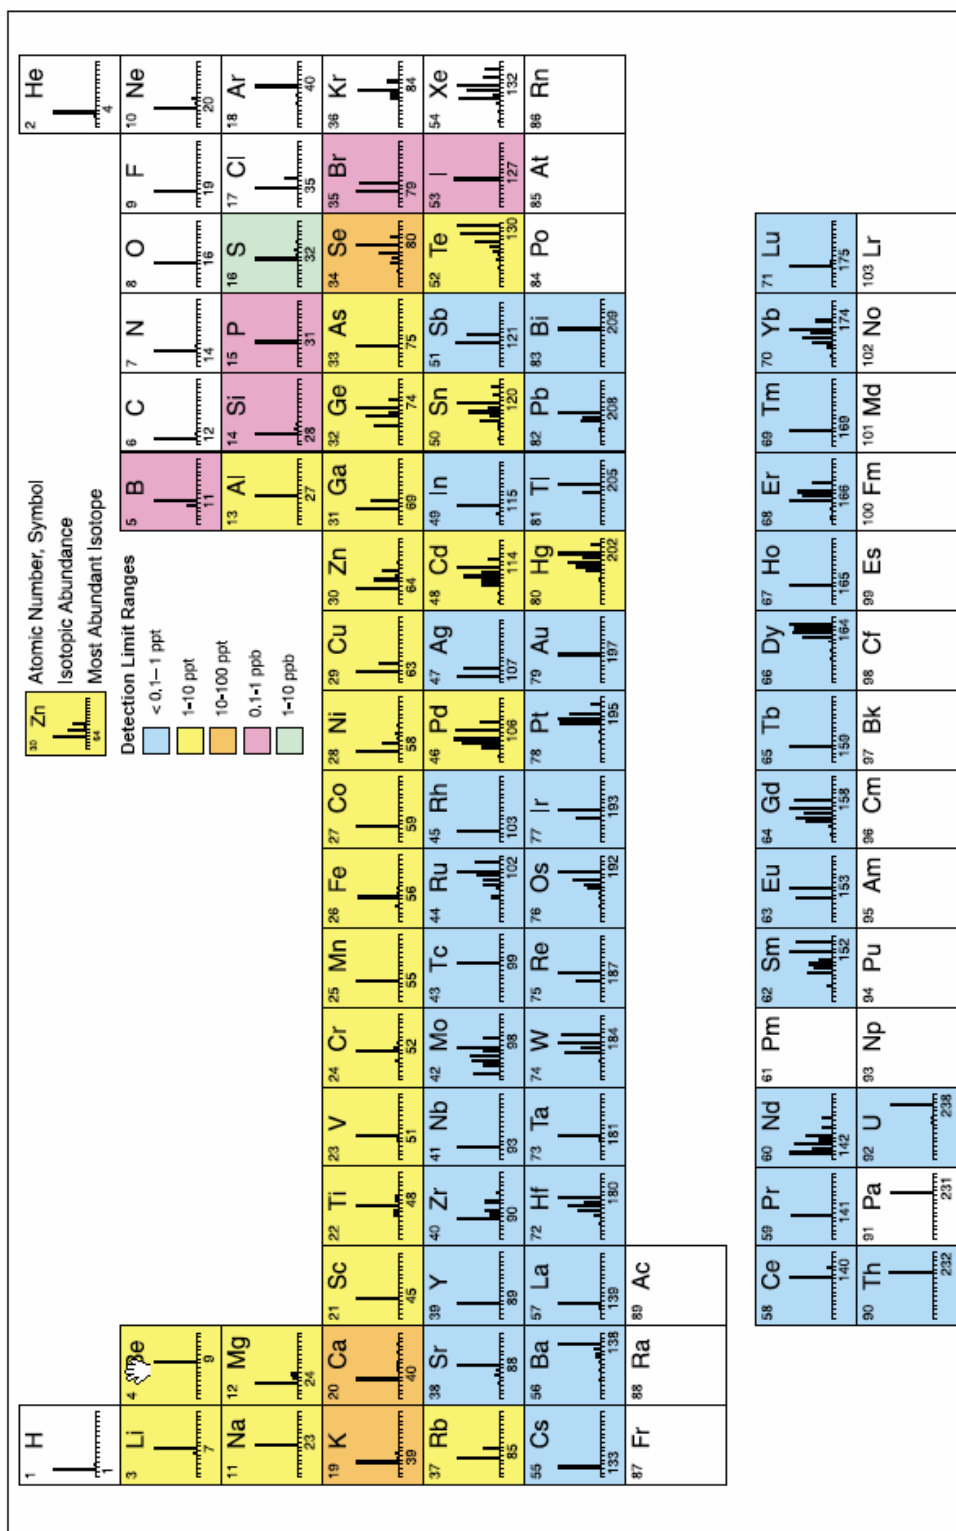 1 H
1
30 Zn
64
Atomic Number, Symbol
Isotopic Abundance
Most Abundant Isotope
2 He
4
Detection Limit Ranges
< 0,1–1 ppt
1-10 ppt
10-100 ppt
0.1-1 ppb
1-10 ppb
3 Li 4 Be 5 B 6 C 7 N 8 O 9 F 10 Ne
7 9 11 12 14 16 19 20
11 Na 12 Mg 13 Al 14 Si 15 P 16 S 17 Cl 18 Ar
23 24 27 28 31 32 35 40
19 K 20 Ca 21 Sc 22 Ti 23 V 24 Cr 25 Mn 26 Fe 27 Co 28 Ni 29 Cu 30 Zn 31 Ga 32 Ge 33 As 34 Se 35 Br 36 Kr
39 40 45 48 51 52 55 56 59 58 63 64 69 74 75 80 79 84
37 Rb 38 Sr 39 Y 40 Zr 41 Nb 42 Mo 43 Tc 44 Ru 45 Rh 46 Pd 47 Ag 48 Cd 49 In 50 Sn 51 Sb 52 Te 53 I 54 Xe
85 88 89 90 93 98 99 102 103 106 107 114 115 120 121 130 127 132
55 Cs 56 Ba 57 La 72 Hf 73 Ta 74 W 75 Re 76 Os 77 Ir 78 Pt 79 Au 80 Hg 81 Tl 82 Pb 83 Bi 84 Po 85 At 86 Rn
133 138 139 180 181 184 187 192 193 195 197 202 205 208 209
87 Fr 88 Ra 89 Ac
58 Ce 59 Pr 60 Nd 61 Pm 62 Sm 63 Eu 64 Gd 65 Tb 66 Dy 67 Ho 68 Er 69 Tm 70 Yb 71 Lu
140 141 142 152 153 158 159 164 165 166 169 174 175
90 Th 91 Pa 92 U 93 Np 94 Pu 95 Am 96 Cm 97 Bk 98 Cf 99 Es 100 Fm 101 Md 102 No 103 Lr
232 231 238